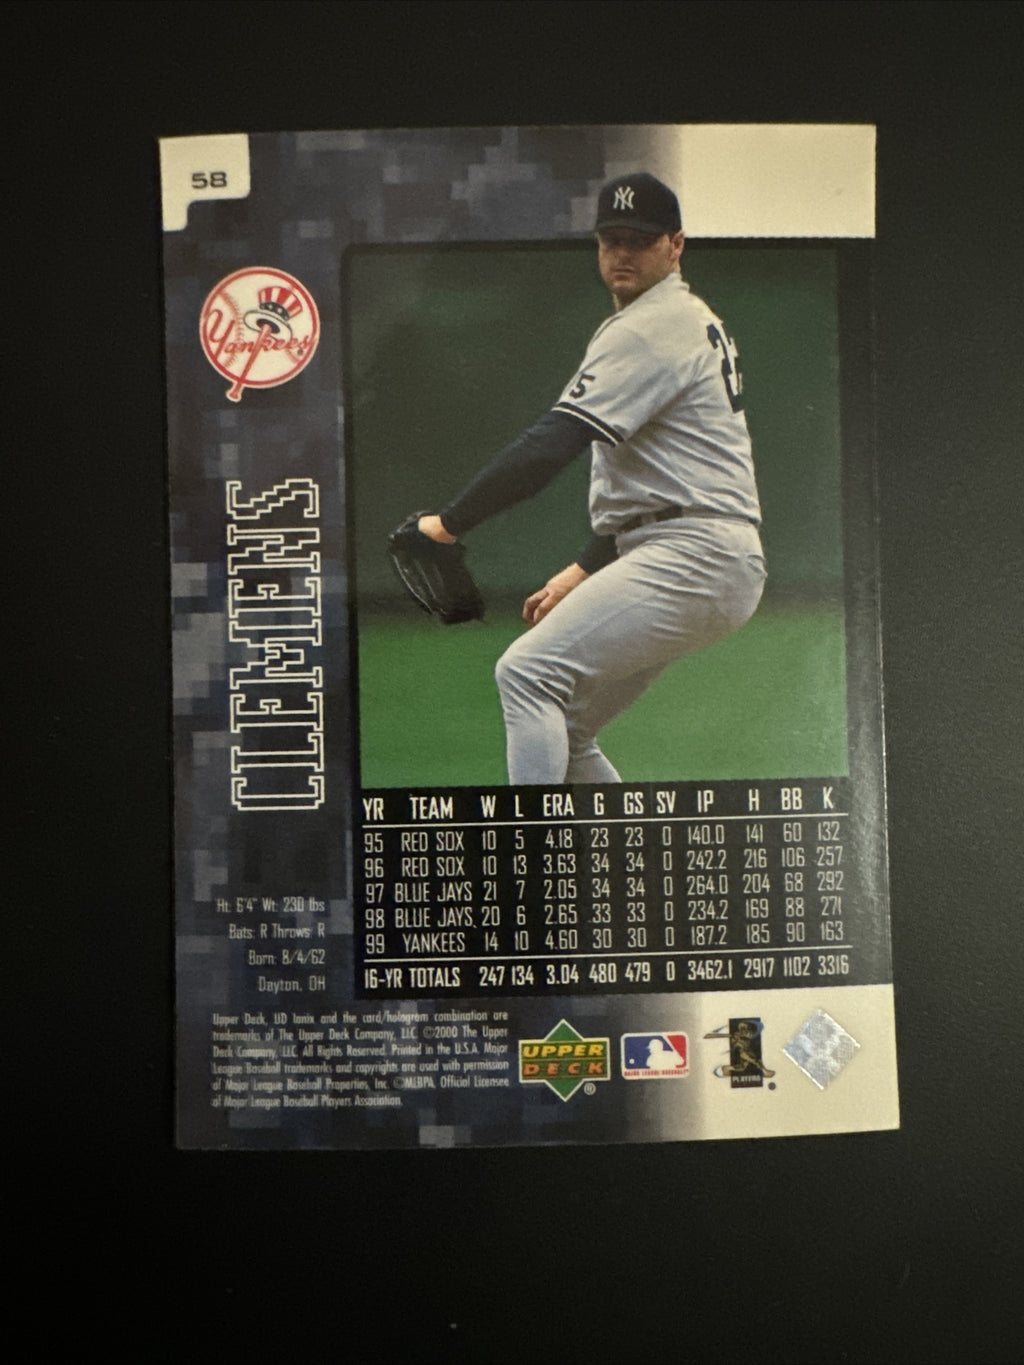 58
NY
Yankees
25
5
CLEMENS
YR TEAM W L ERA G GS SV IP H BB K
95 RED SOX 10 5 4.18 23 23 0 140.0 141 60 132
96 RED SOX 10 13 3.63 34 34 0 242.2 216 106 257
97 BLUE JAYS 21 7 2.05 34 34 0 264.0 204 68 292
98 BLUE JAYS 20 6 2.65 33 33 0 234.2 169 88 271
99 YANKEES 14 10 4.60 30 30 0 187.2 185 90 163
16-YR TOTALS 247 134 3.04 480 479 0 3462.1 2917 1102 3316
Ht: 6'4" Wt: 230 lbs
Bats: R Throws: R
Born: 8/4/62
Dayton, OH
Upper Deck, UD Ionix and the card/hologram combination are
trademarks of The Upper Deck Company, LLC. ©2000 The Upper
Deck Company, LLC. All Rights Reserved. Printed in the U.S.A. Major
League Baseball trademarks and copyrights are used with permission
of Major League Baseball Properties, Inc. ©MLBPA, Official Licensee
of Major League Baseball Players Association.
UPPER
DECK
®
MAJOR LEAGUE BASEBALL
PLAYERS